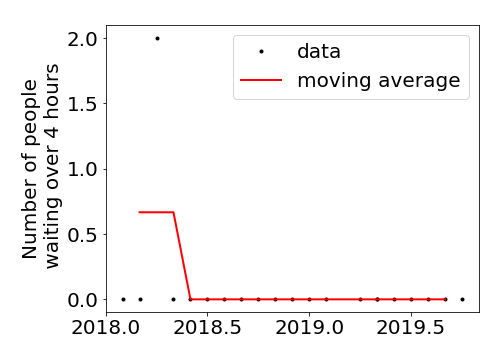 Number of people
waiting over 4 hours
2.0
1.5
1.0
0.5
0.0
2018.0
2018.5
2019.0
2019.5
data
moving average